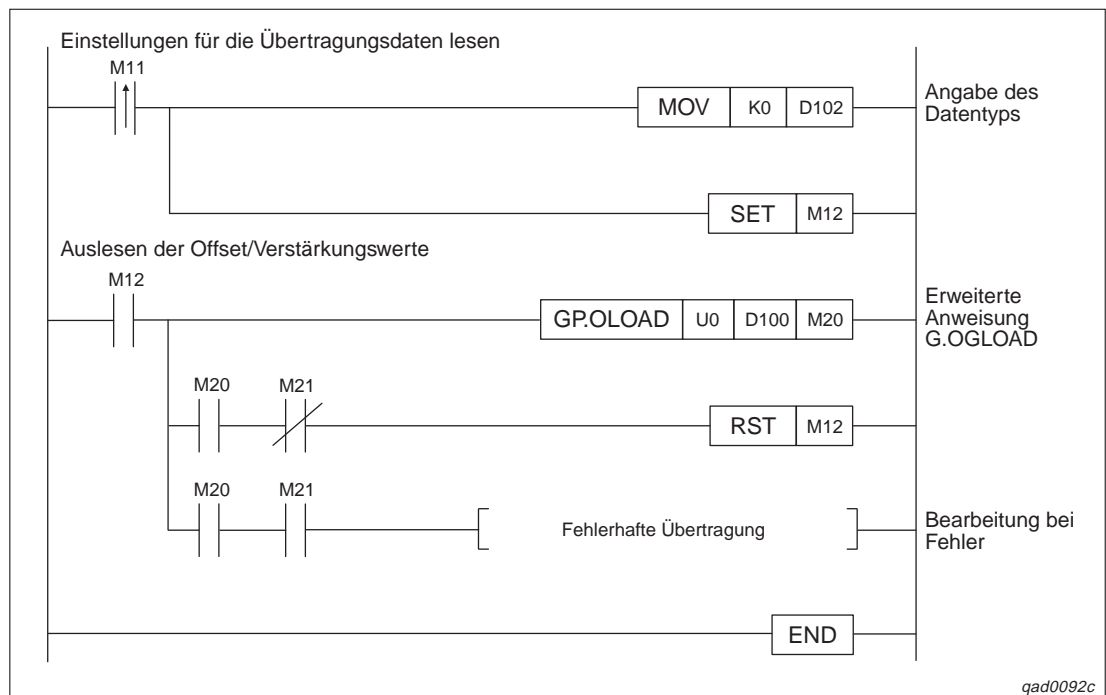 Einstellungen für die Übertragungsdaten lesen
M11
MOV K0 D102
Angabe des
Datentyps
SET M12
Auslesen der Offset/Verstärkungswerte
M12
GP.OLOAD U0 D100 M20
Erweiterte
Anweisung
G.OGLOAD
M20 M21
RST M12
M20 M21
Fehlerhafte Übertragung
Bearbeitung bei
Fehler
END
qad0092c